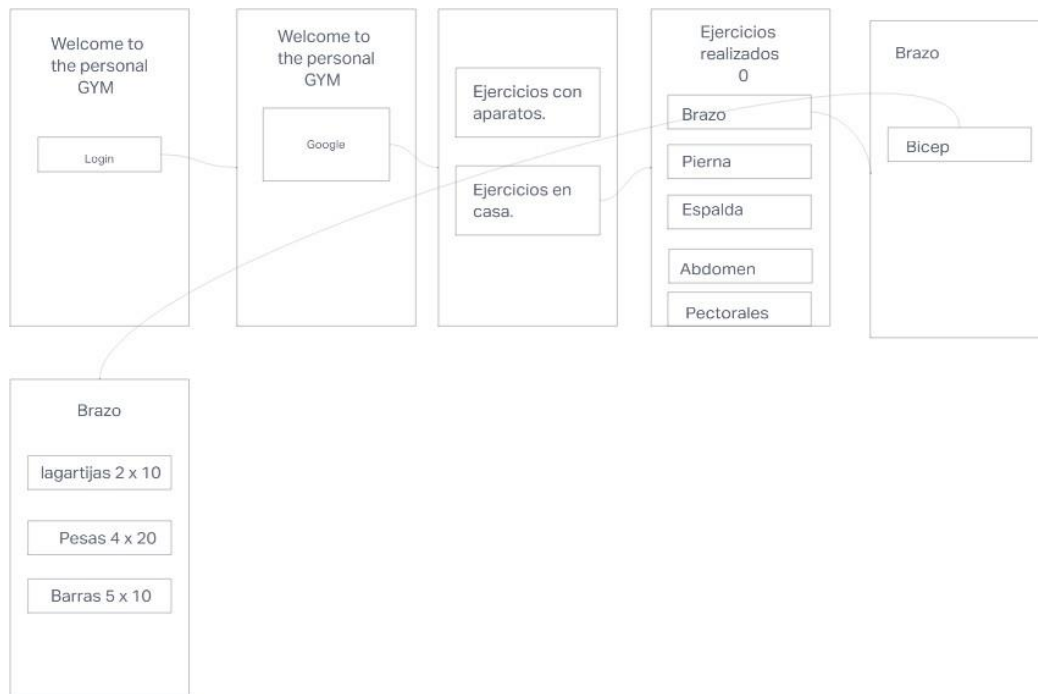 Welcome to
the personal
GYM
Login
Welcome to
the personal
GYM
Google
Ejercicios con
aparatos.
Ejercicios en
casa.
Ejercicios
realizados
0
Brazo
Pierna
Espalda
Abdomen
Pectorales
Brazo
Bicep
Brazo
lagartijas 2 x 10
Pesas 4 x 20
Barras 5 x 10